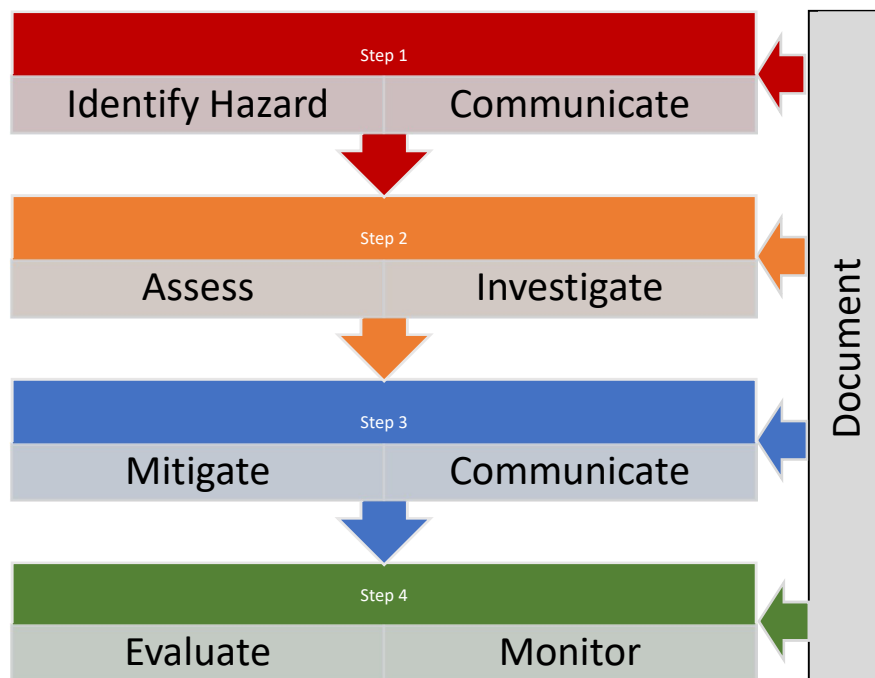 Step 1
Identify Hazard
Communicate
Step 2
Assess
Investigate
Step 3
Mitigate
Communicate
Step 4
Evaluate
Monitor
Document